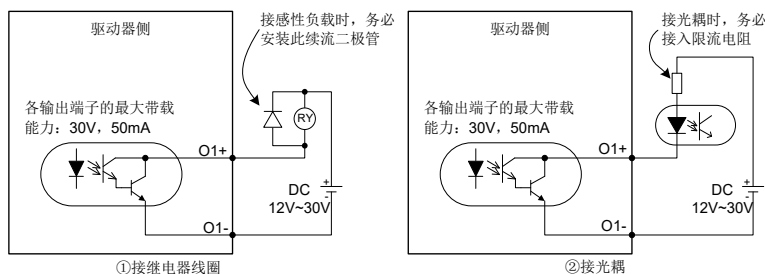 驱动器侧
接感性负载时，务必
安装此续流二极管
各输出端子的最大带载
能力：30V，50mA
RY
O1+
O1-
+
-
DC
12V~30V
①接继电器线圈
驱动器侧
接光耦时，务必
接入限流电阻
各输出端子的最大带载
能力：30V，50mA
O1+
O1-
+
-
DC
12V~30V
②接光耦